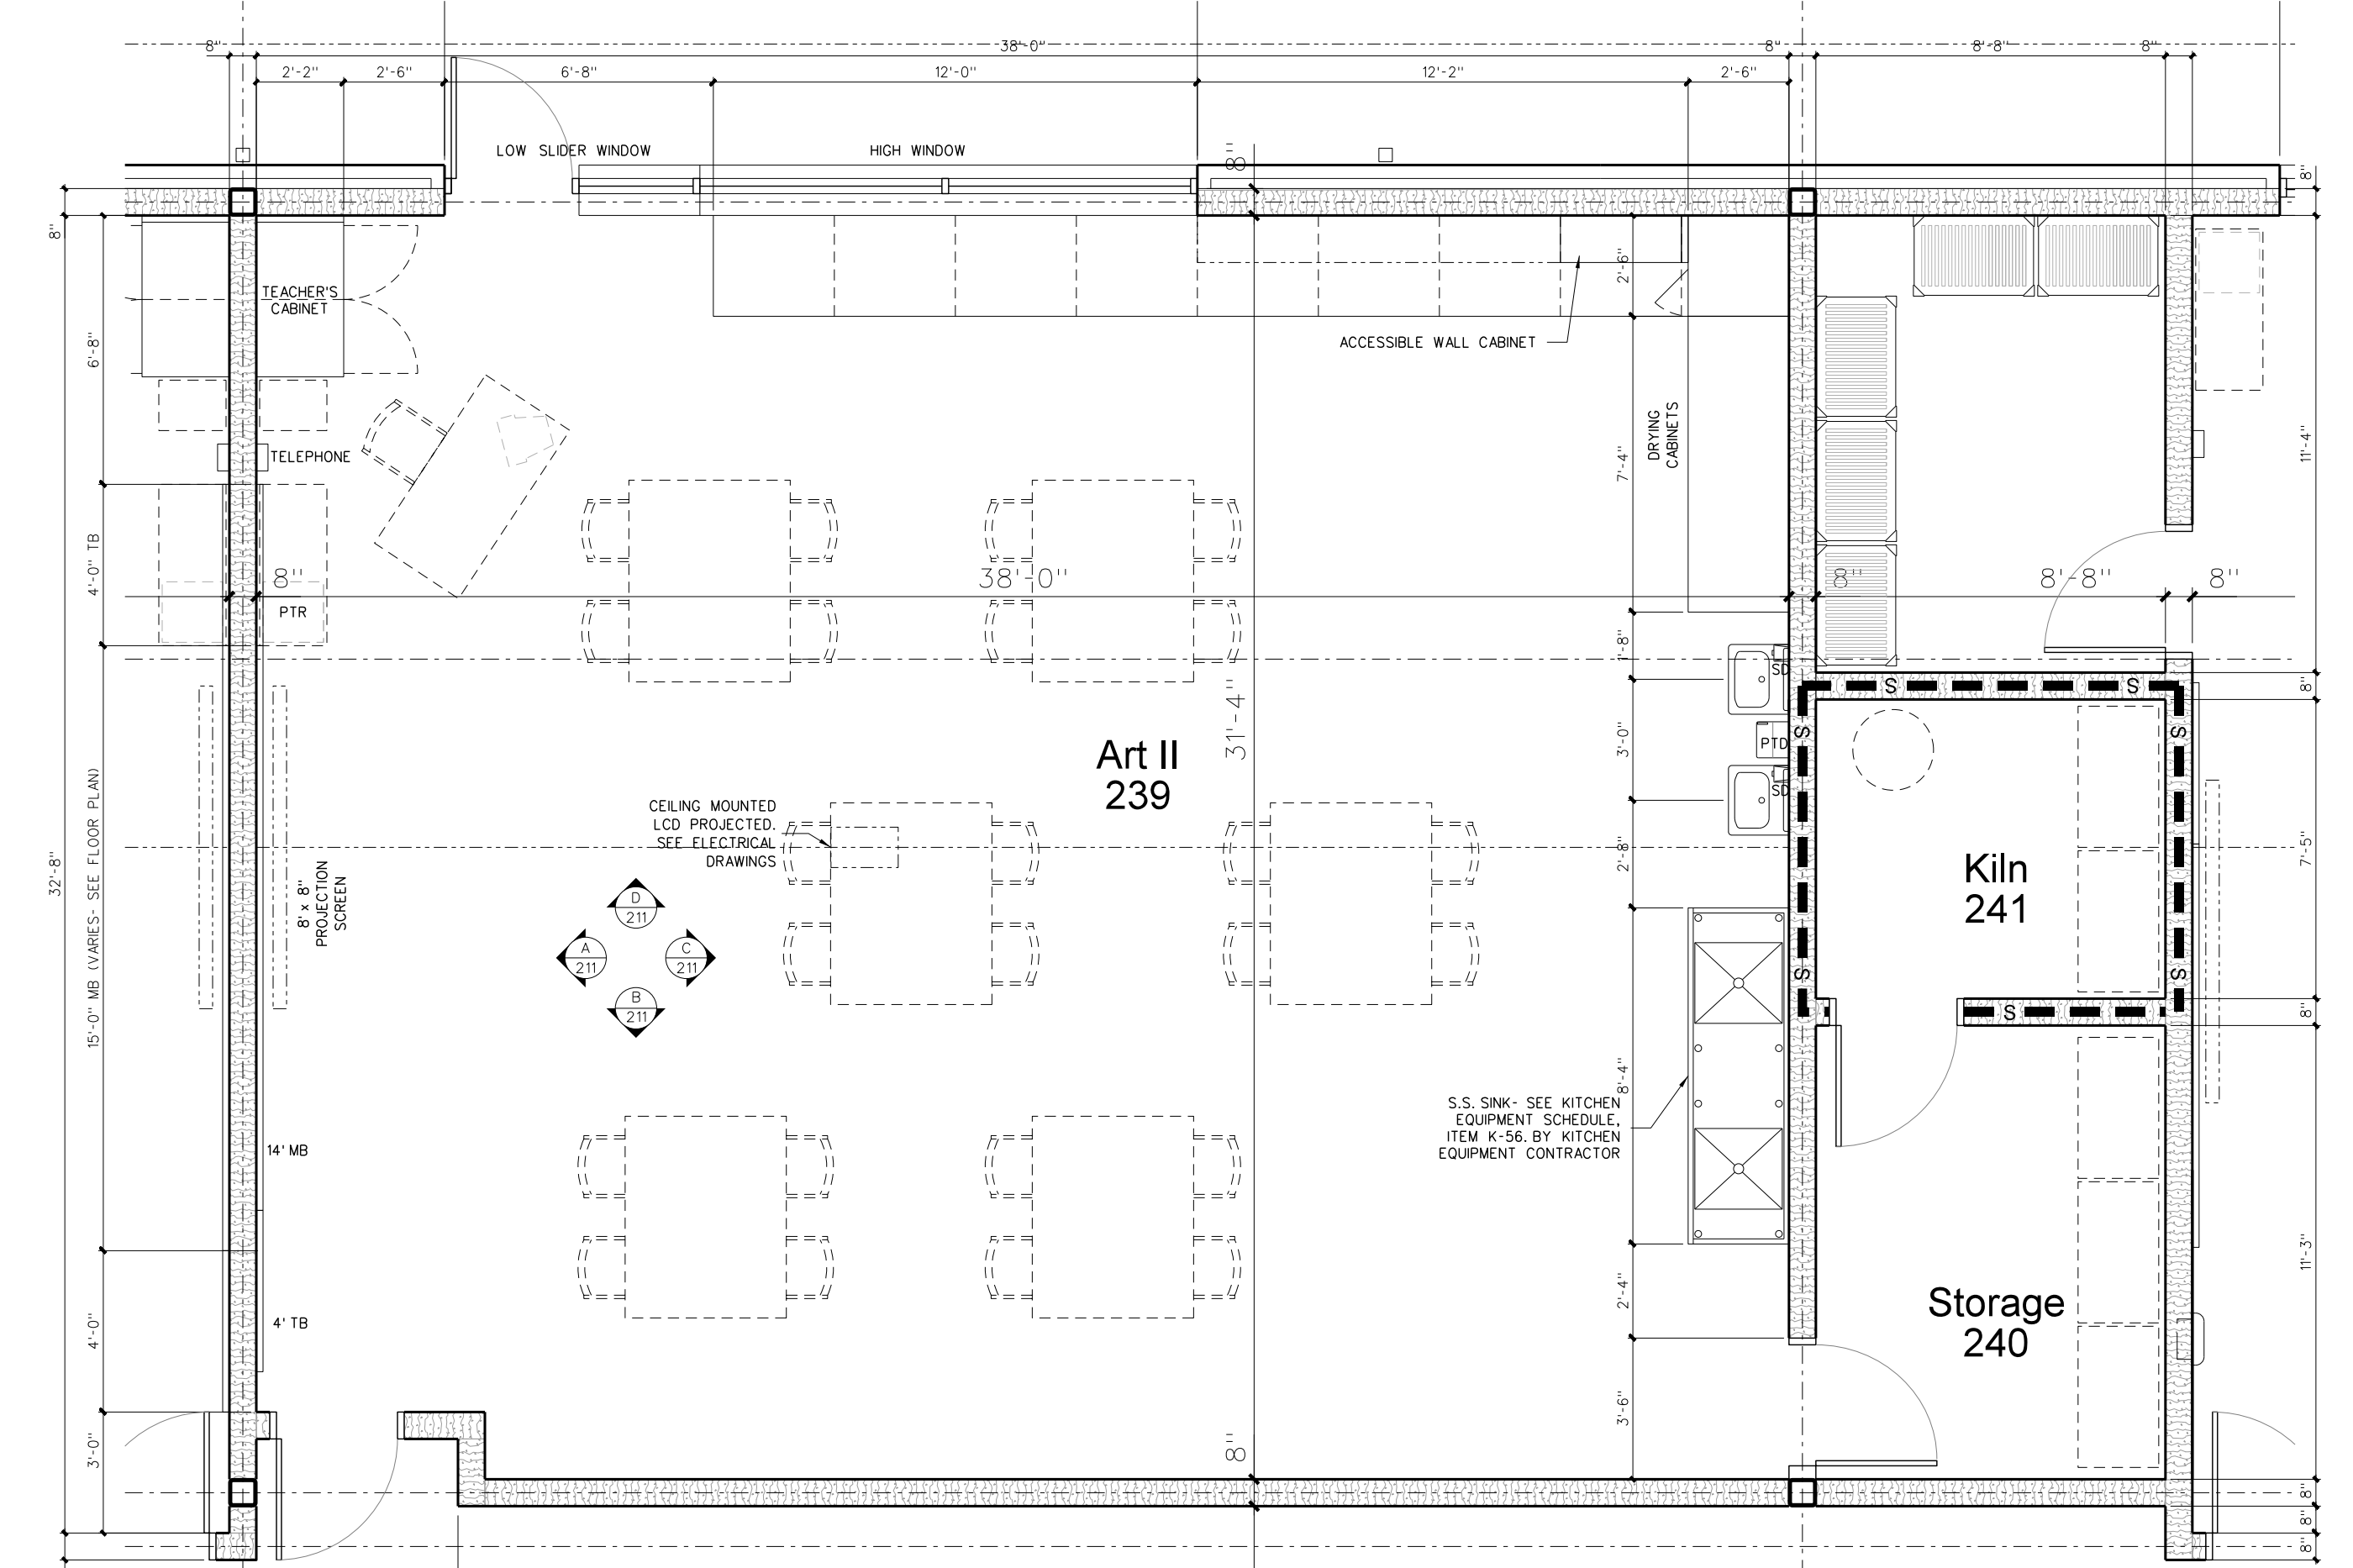 8" 38'-0" 8" 8'-8" 8"
2'-2" 2'-6" 6'-8" 12'-0" 12'-2" 2'-6"
LOW SLIDER WINDOW
HIGH WINDOW
8"
8"
8"
TEACHER'S
CABINET
2'-6"
ACCESSIBLE WALL CABINET
6'-8"
DRYING
CABINETS
TELEPHONE
7'-4"
11'-4"
4'-0" TB
8" 38'-0" 8" 8'-8" 8"
PTR
1'-8"
SD
S S
8"
31'-4"
Art II
239
3'-0"
PTD
S S
SD
15'-0" MB (VARIES- SEE FLOOR PLAN)
CEILING MOUNTED
LCD PROJECTED.
SEE ELECTRICAL
DRAWINGS
32'-8"
8' x 8"
PROJECTION
SCREEN
2'-8"
Kiln
241
7'-5"
D
211
A
211
C
211
B
211
S S
S
8"
8'-4"
S.S. SINK- SEE KITCHEN
EQUIPMENT SCHEDULE,
ITEM K-56. BY KITCHEN
EQUIPMENT CONTRACTOR
14' MB
11'-3"
2'-4"
Storage
240
4'-0"
4' TB
3'-6"
3'-0"
8"
8"
8"
8"